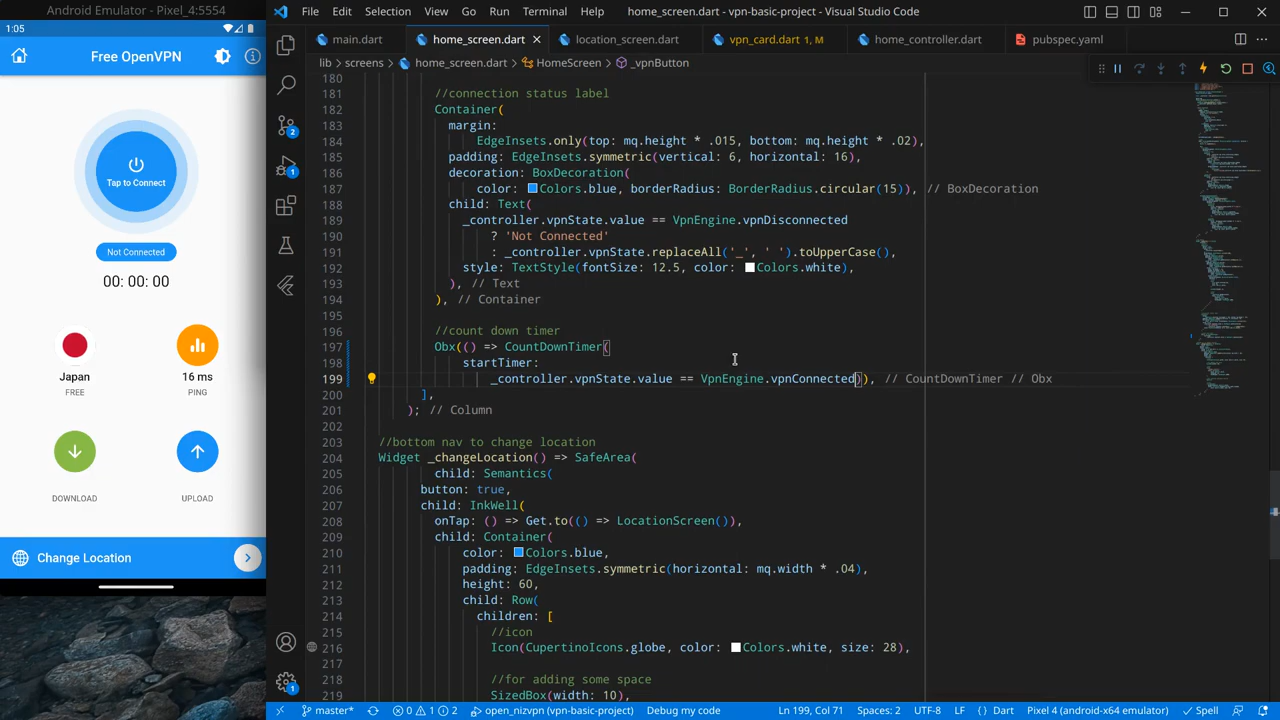 Android Emulator - Pixel_4:5554
1:05
Free OpenVPN
Tap to Connect
Not Connected
00: 00: 00
Japan
FREE
16 ms
PING
DOWNLOAD
UPLOAD
Change Location
File Edit Selection View Go Run Terminal Help
home_screen.dart - vpn-basic-project - Visual Studio Code
main.dart
home_screen.dart
location_screen.dart
vpn_card.dart 1, M
home_controller.dart
pubspec.yaml
lib > screens > home_screen.dart > HomeScreen > _vpnButton
2
1
1
180
181 //connection status label
182 Container(
183 margin:
184 EdgeInsets.only(top: mq.height * .015, bottom: mq.height * .02),
185 padding: EdgeInsets.symmetric(vertical: 6, horizontal: 16),
186 decoration: BoxDecoration(
187 color: Colors.blue, borderRadius: BorderRadius.circular(15)), // BoxDecoration
188 child: Text(
189 _controller.vpnState.value == VpnEngine.vpnDisconnected
190 ? 'Not Connected'
191 : _controller.vpnState.replaceAll('_', ' ').toUpperCase(),
192 style: TextStyle(fontSize: 12.5, color: Colors.white),
193 ), // Text
194 ), // Container
195
196 //count down timer
197 Obx(() => CountDownTimer(
198 startTimer:
199 _controller.vpnState.value == VpnEngine.vpnConnected)), // CountDownTimer // Obx
200 ],
201 ); // Column
202
203 //bottom nav to change location
204 Widget _changeLocation() => SafeArea(
205 child: Semantics(
206 button: true,
207 child: InkWell(
208 onTap: () => Get.to(() => LocationScreen()),
209 child: Container(
210 color: Colors.blue,
211 padding: EdgeInsets.symmetric(horizontal: mq.width * .04),
212 height: 60,
213 child: Row(
214 children: [
215 //icon
216 Icon(CupertinoIcons.globe, color: Colors.white, size: 28),
217
218 //for adding some space
219 SizedBox(width: 10),
master* 0 1 2 open_nizvpn (vpn-basic-project) Debug my code Ln 199, Col 71 Spaces: 2 UTF-8 LF Dart Pixel 4 (android-x64 emulator) Spell